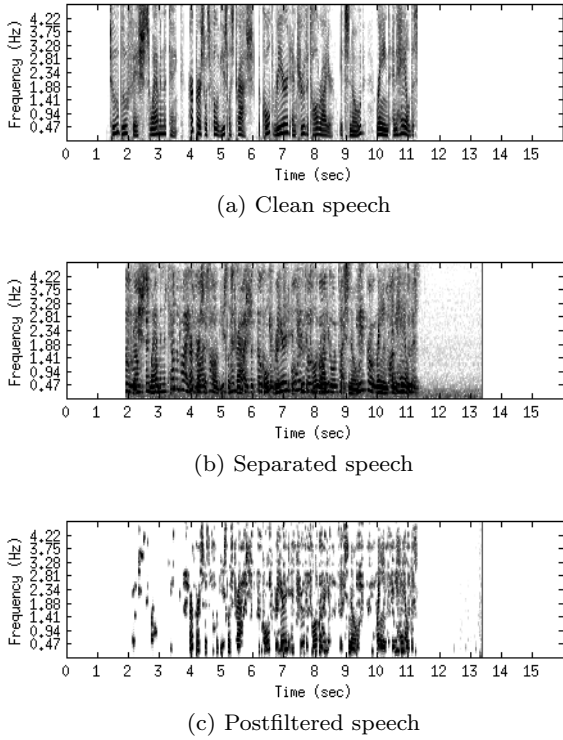 Frequency (Hz)
4.22
3.75
3.28
2.81
2.34
1.88
1.41
0.94
0.47
0 1 2 3 4 5 6 7 8 9 10 11 12 13 14 15
Time (sec)
(a) Clean speech
Frequency (Hz)
4.22
3.75
3.28
2.81
2.34
1.88
1.41
0.94
0.47
0 1 2 3 4 5 6 7 8 9 10 11 12 13 14 15
Time (sec)
(b) Separated speech
Frequency (Hz)
4.22
3.75
3.28
2.81
2.34
1.88
1.41
0.94
0.47
0 1 2 3 4 5 6 7 8 9 10 11 12 13 14 15
Time (sec)
(c) Postfiltered speech